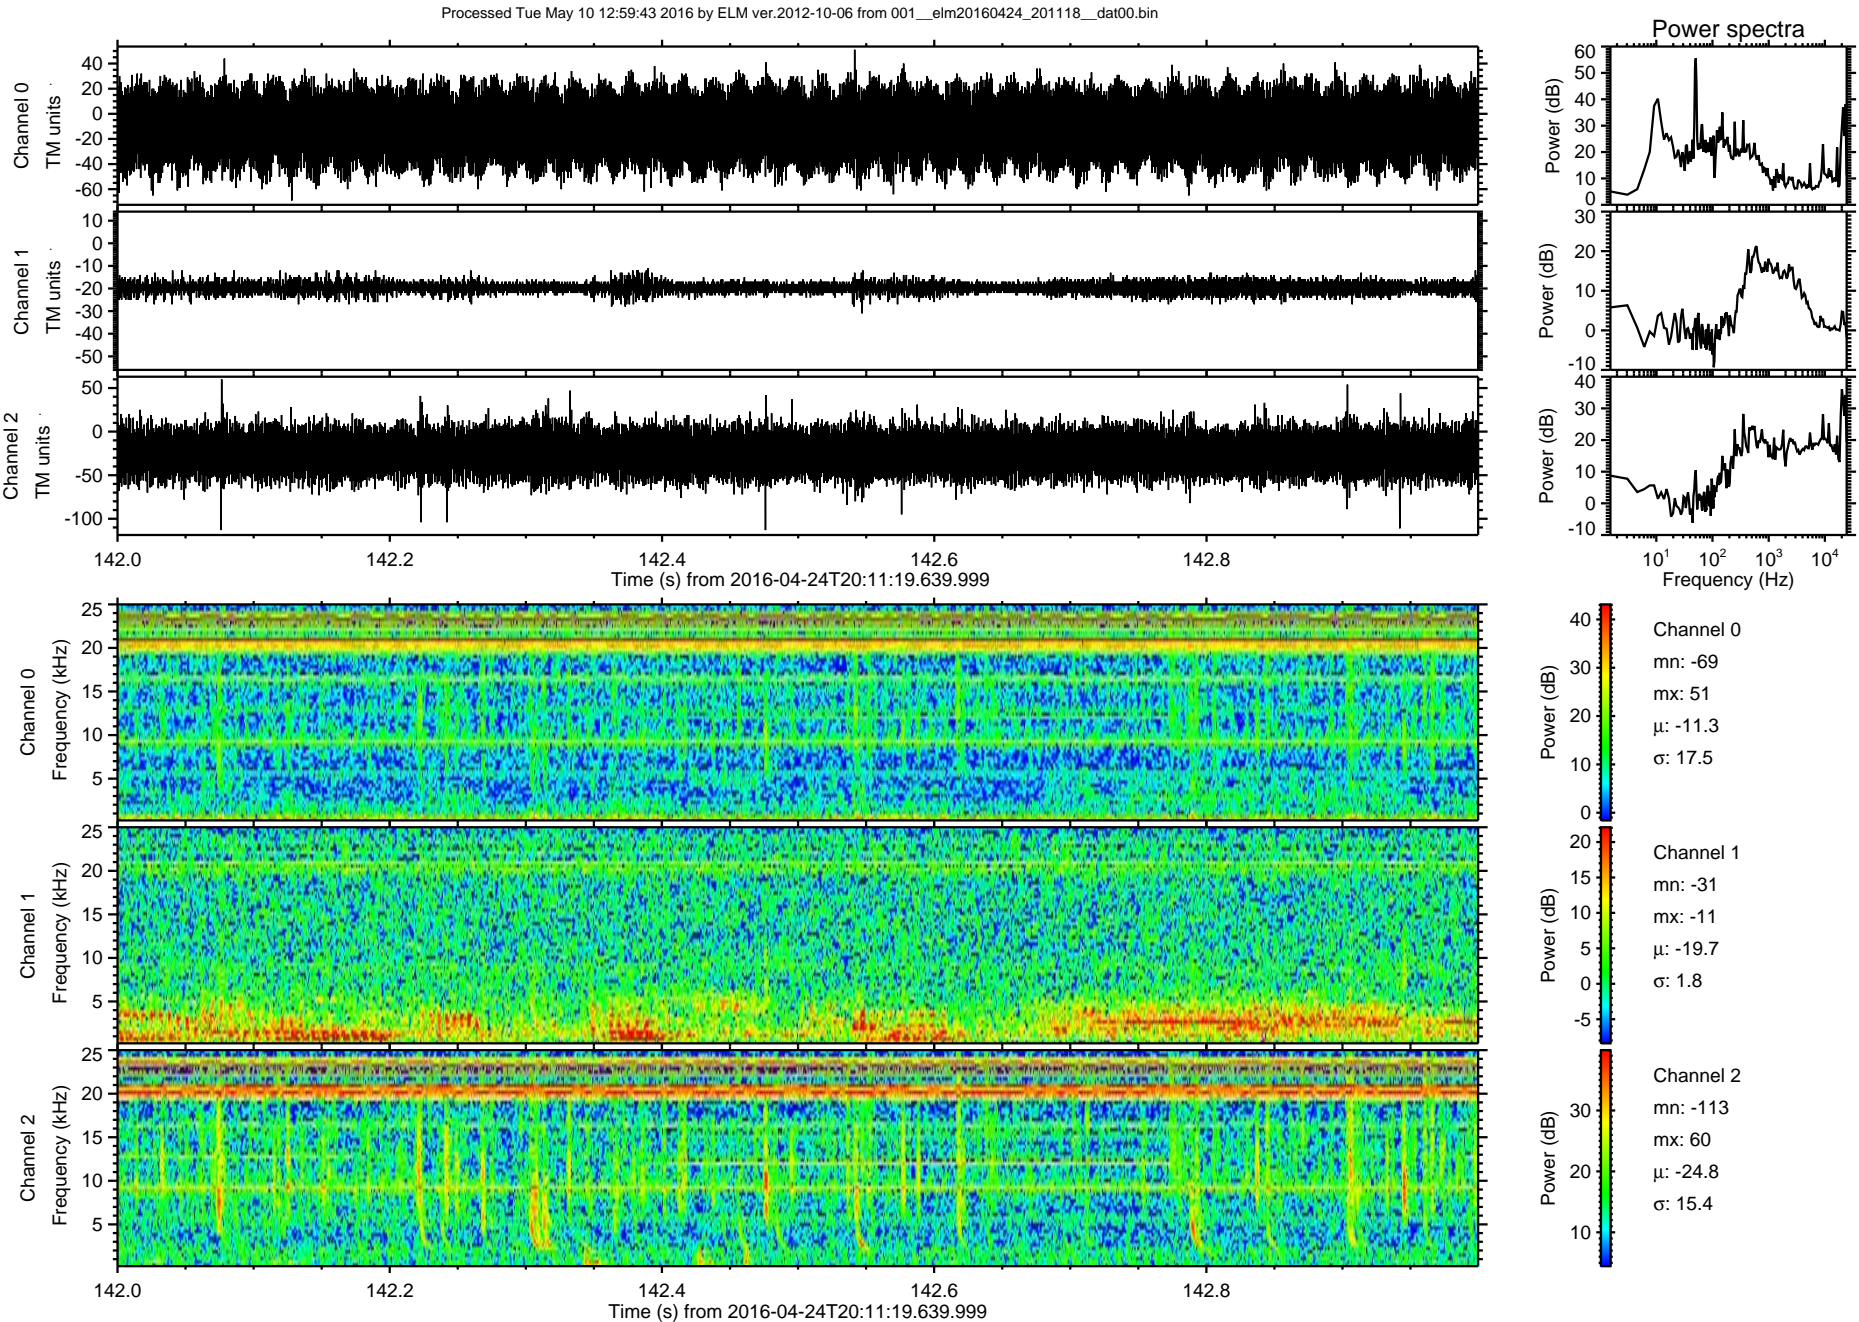 Processed Tue May 10 12:59:43 2016 by ELM ver.2012-10-06 from 001__elm20160424_201118__dat00.bin
Power spectra
Channel 0
TM units
40
20
0
-20
-40
-60
Power (dB)
60
50
40
30
20
10
0
Channel 1
TM units
10
0
-10
-20
-30
-40
-50
Power (dB)
30
20
10
0
-10
Channel 2
TM units
50
0
-50
-100
Power (dB)
40
30
20
10
0
-10
142.0 142.2 142.4 142.6 142.8
Time (s) from 2016-04-24T20:11:19.639.999
10¹ 10² 10³ 10⁴
Frequency (Hz)
Channel 0
Frequency (kHz)
25
20
15
10
5
Power (dB)
40
30
20
10
0
Channel 0
mn: -69
mx: 51
μ: -11.3
σ: 17.5
Channel 1
Frequency (kHz)
25
20
15
10
5
Power (dB)
20
15
10
5
0
-5
Channel 1
mn: -31
mx: -11
μ: -19.7
σ: 1.8
Channel 2
Frequency (kHz)
25
20
15
10
5
Power (dB)
30
20
10
Channel 2
mn: -113
mx: 60
μ: -24.8
σ: 15.4
142.0 142.2 142.4 142.6 142.8
Time (s) from 2016-04-24T20:11:19.639.999